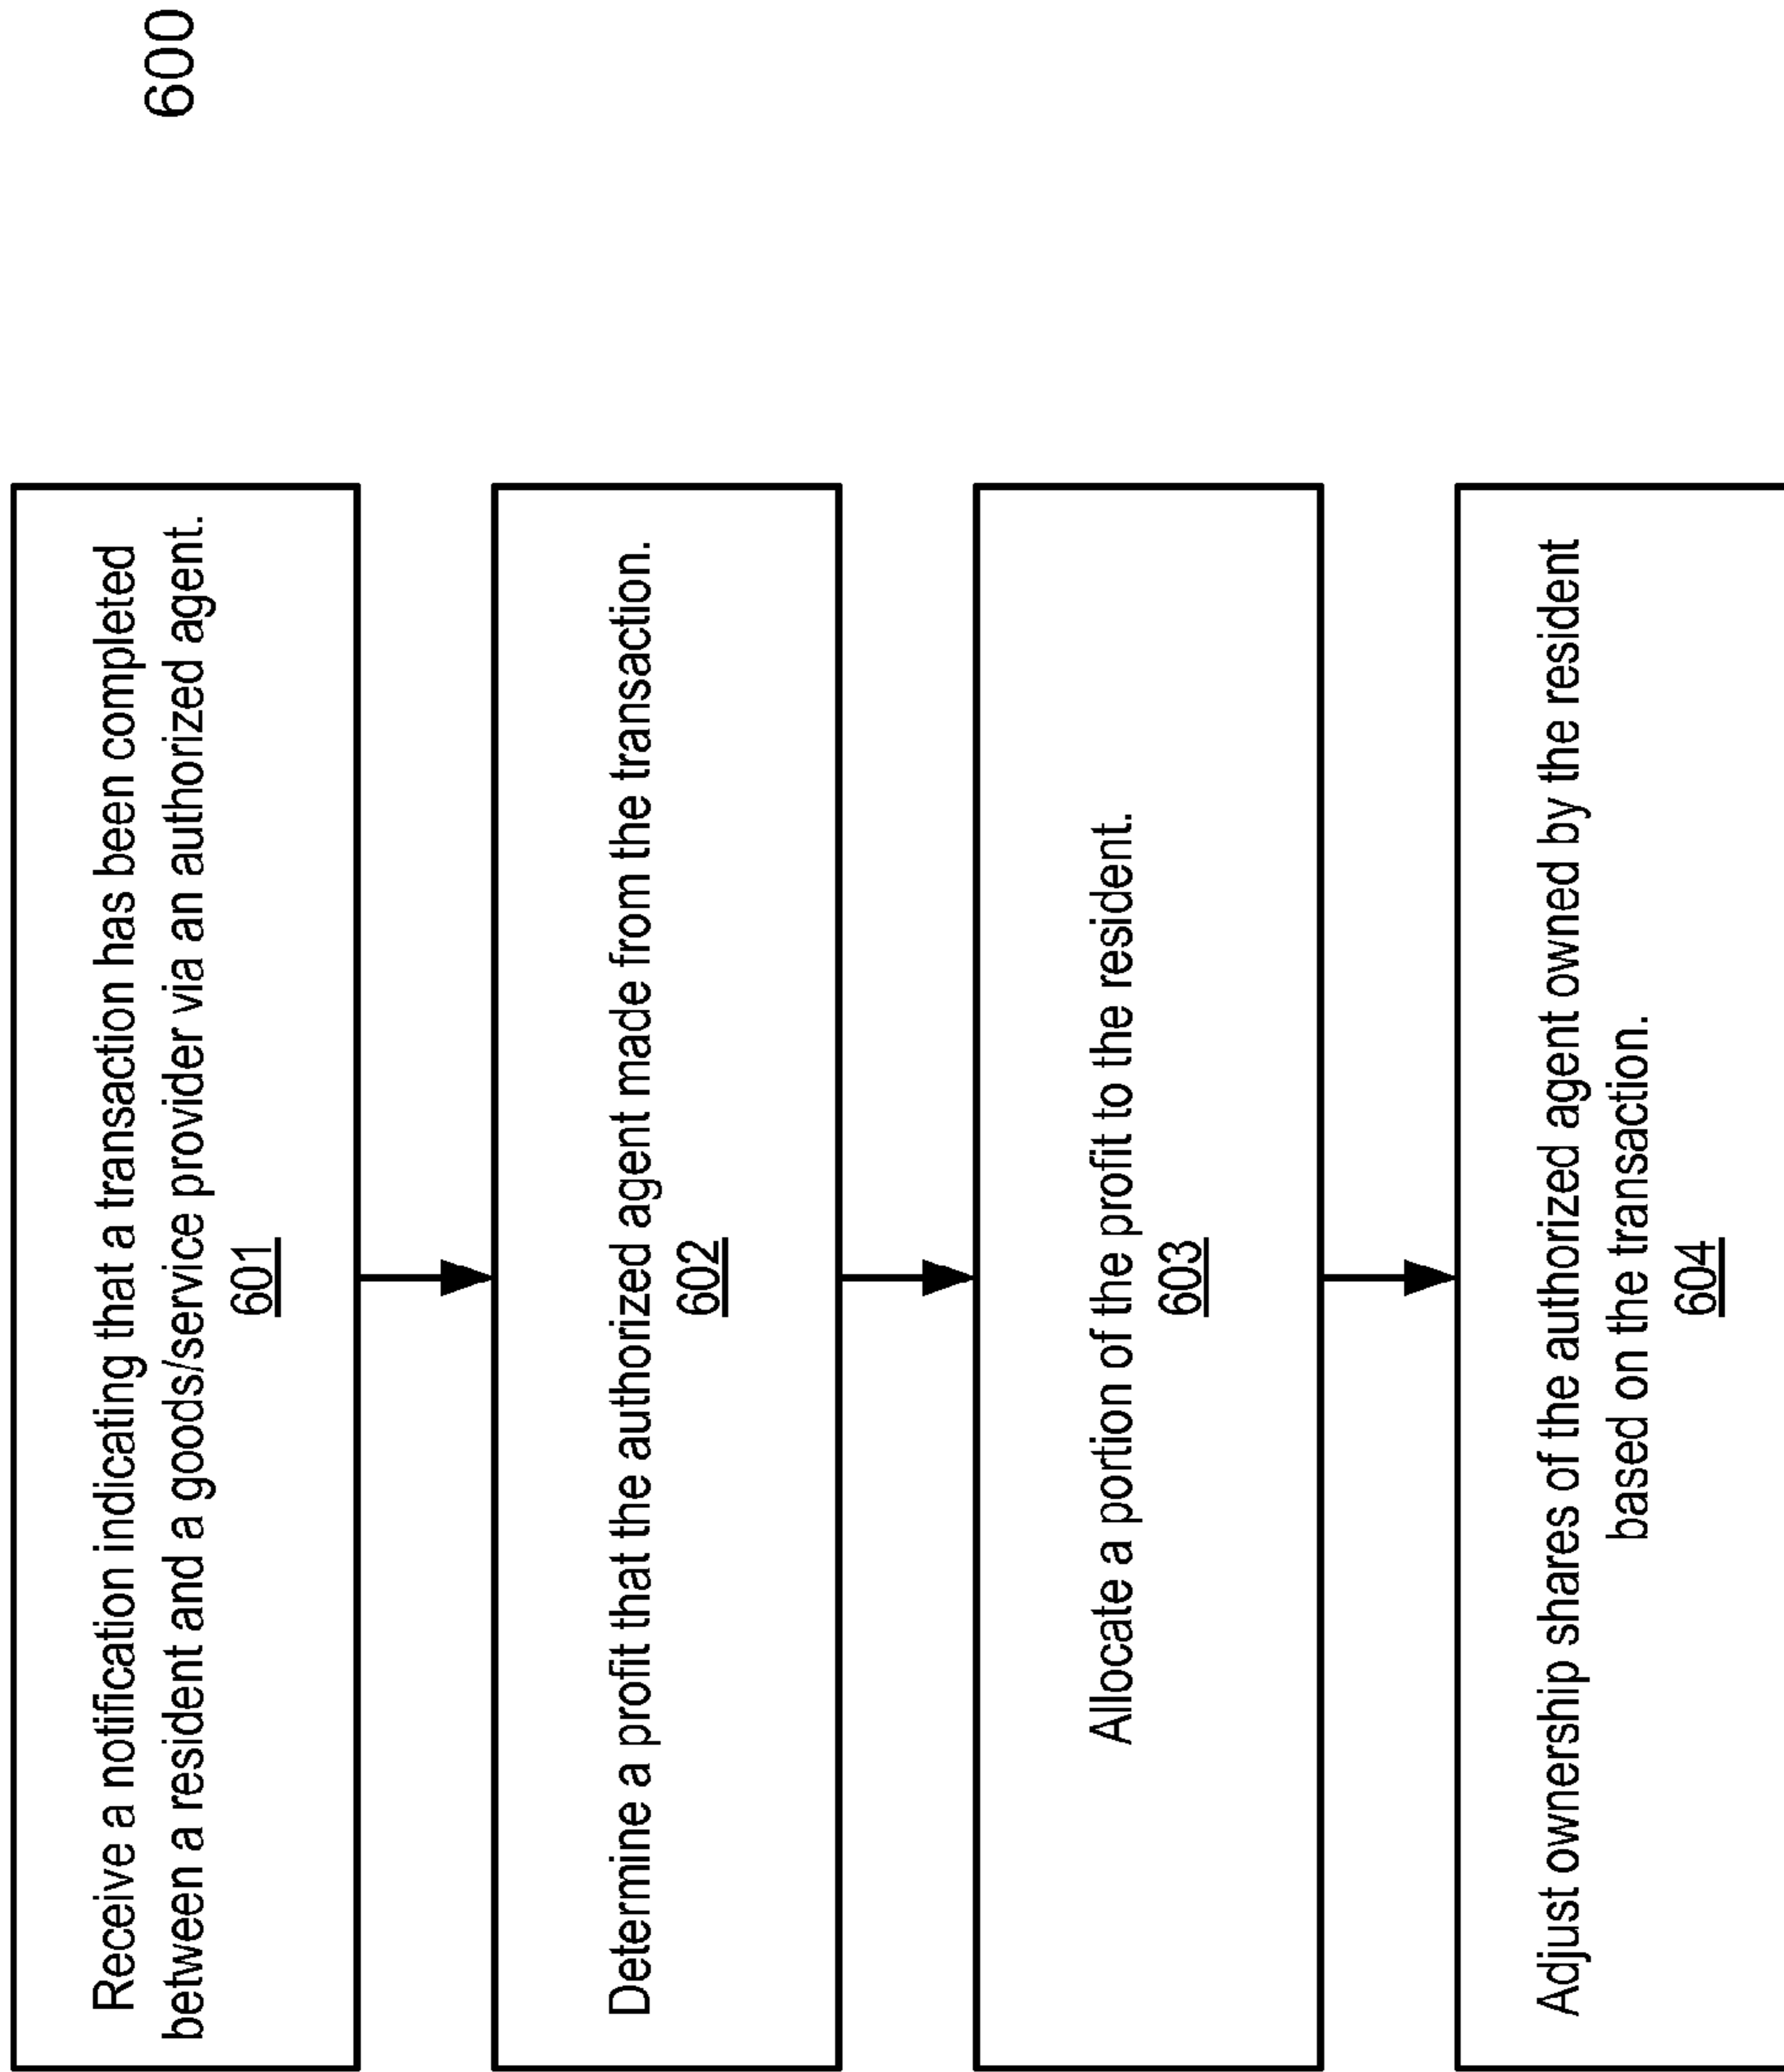 600
Receive a notification indicating that a transaction has been completed
between a resident and a goods/service provider via an authorized agent.
601
Determine a profit that the authorized agent made from the transaction.
602
Allocate a portion of the profit to the resident.
603
Adjust ownership shares of the authorized agent owned by the resident
based on the transaction.
604